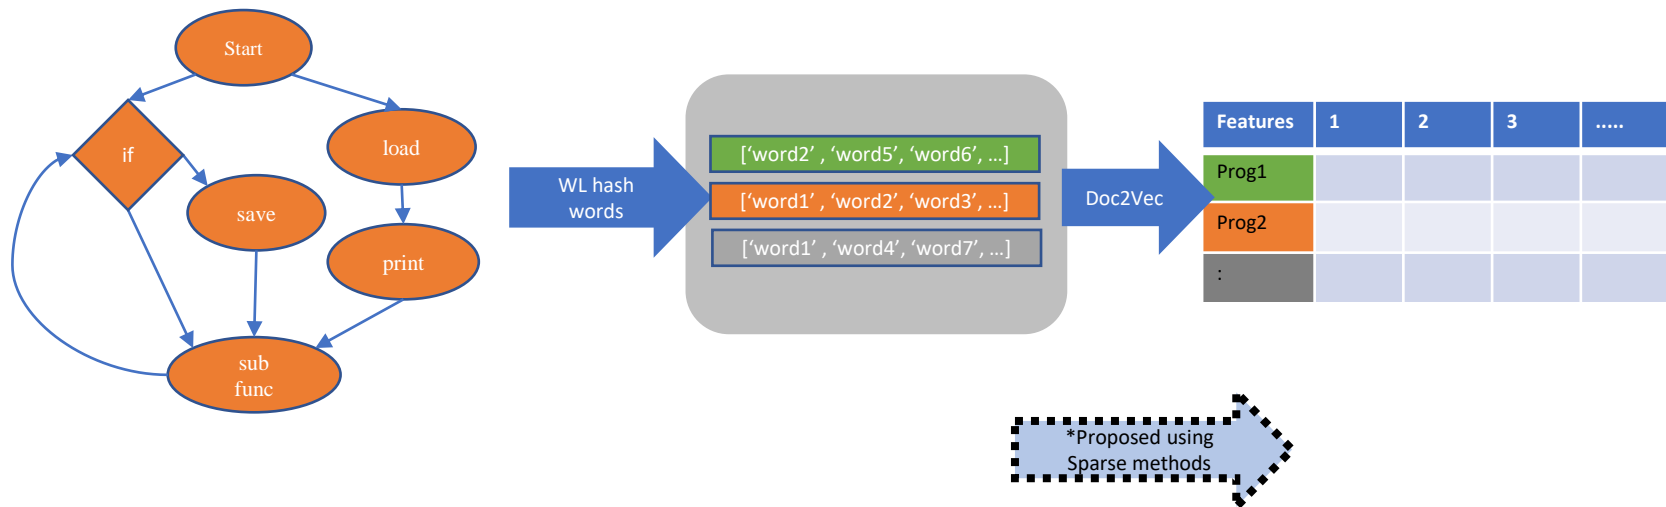 Start
if
load
save
print
sub
func
WL hash
words
[‘word2’ , ‘word5’, ‘word6’, ...]
[‘word1’ , ‘word2’, ‘word3’, ...]
[‘word1’ , ‘word4’, ‘word7’, ...]
Doc2Vec
Features 1 2 3 .....
Prog1
Prog2
:
*Proposed using
Sparse methods